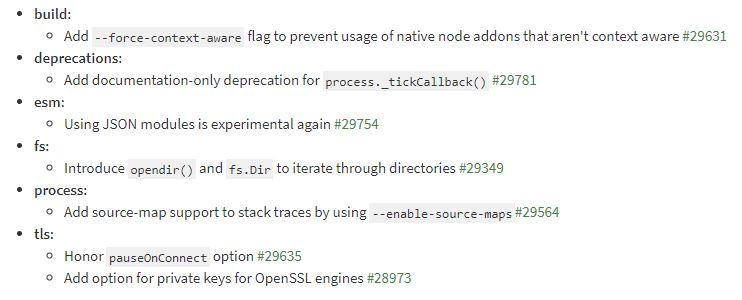 • build:
◦ Add --force-context-aware flag to prevent usage of native node addons that aren't context aware #29631
• deprecations:
◦ Add documentation-only deprecation for process._tickCallback() #29781
• esm:
◦ Using JSON modules is experimental again #29754
• fs:
◦ Introduce opendir() and fs.Dir to iterate through directories #29349
• process:
◦ Add source-map support to stack traces by using --enable-source-maps #29564
• tls:
◦ Honor pauseOnConnect option #29635
◦ Add option for private keys for OpenSSL engines #28973